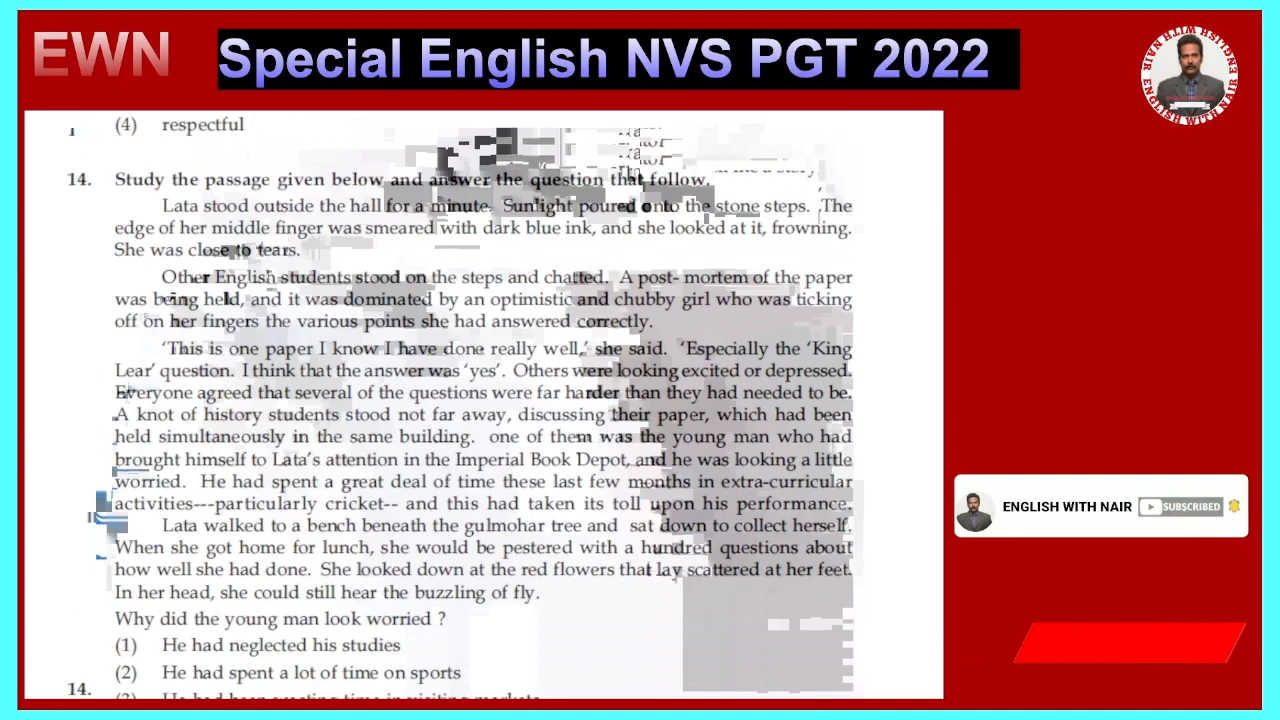 EWN
Special English NVS PGT 2022
ENGLISH WITH NAIR ENGLISH WITH NAIR
(4) respectful
14. Study the passage given below and answer the question that follow.
Lata stood outside the hall for a minute. Sunlight poured onto the stone steps. The
edge of her middle finger was smeared with dark blue ink, and she looked at it, frowning.
She was close to tears.
Other English students stood on the steps and chatted. A post- mortem of the paper
was being held, and it was dominated by an optimistic and chubby girl who was ticking
off on her fingers the various points she had answered correctly.
'This is one paper I know I have done really well,' she said. 'Especially the 'King
Lear' question. I think that the answer was 'yes'. Others were looking excited or depressed.
Everyone agreed that several of the questions were far harder than they had needed to be.
A knot of history students stood not far away, discussing their paper, which had been
held simultaneously in the same building. one of them was the young man who had
brought himself to Lata's attention in the Imperial Book Depot, and he was looking a little
worried. He had spent a great deal of time these last few months in extra-curricular
activities---particularly cricket-- and this had taken its toll upon his performance.
Lata walked to a bench beneath the gulmohar tree and sat down to collect herself.
When she got home for lunch, she would be pestered with a hundred questions about
how well she had done. She looked down at the red flowers that lay scattered at her feet.
In her head, she could still hear the buzzling of fly.
Why did the young man look worried ?
(1) He had neglected his studies
(2) He had spent a lot of time on sports
14.
ENGLISH WITH NAIR
SUBSCRIBED